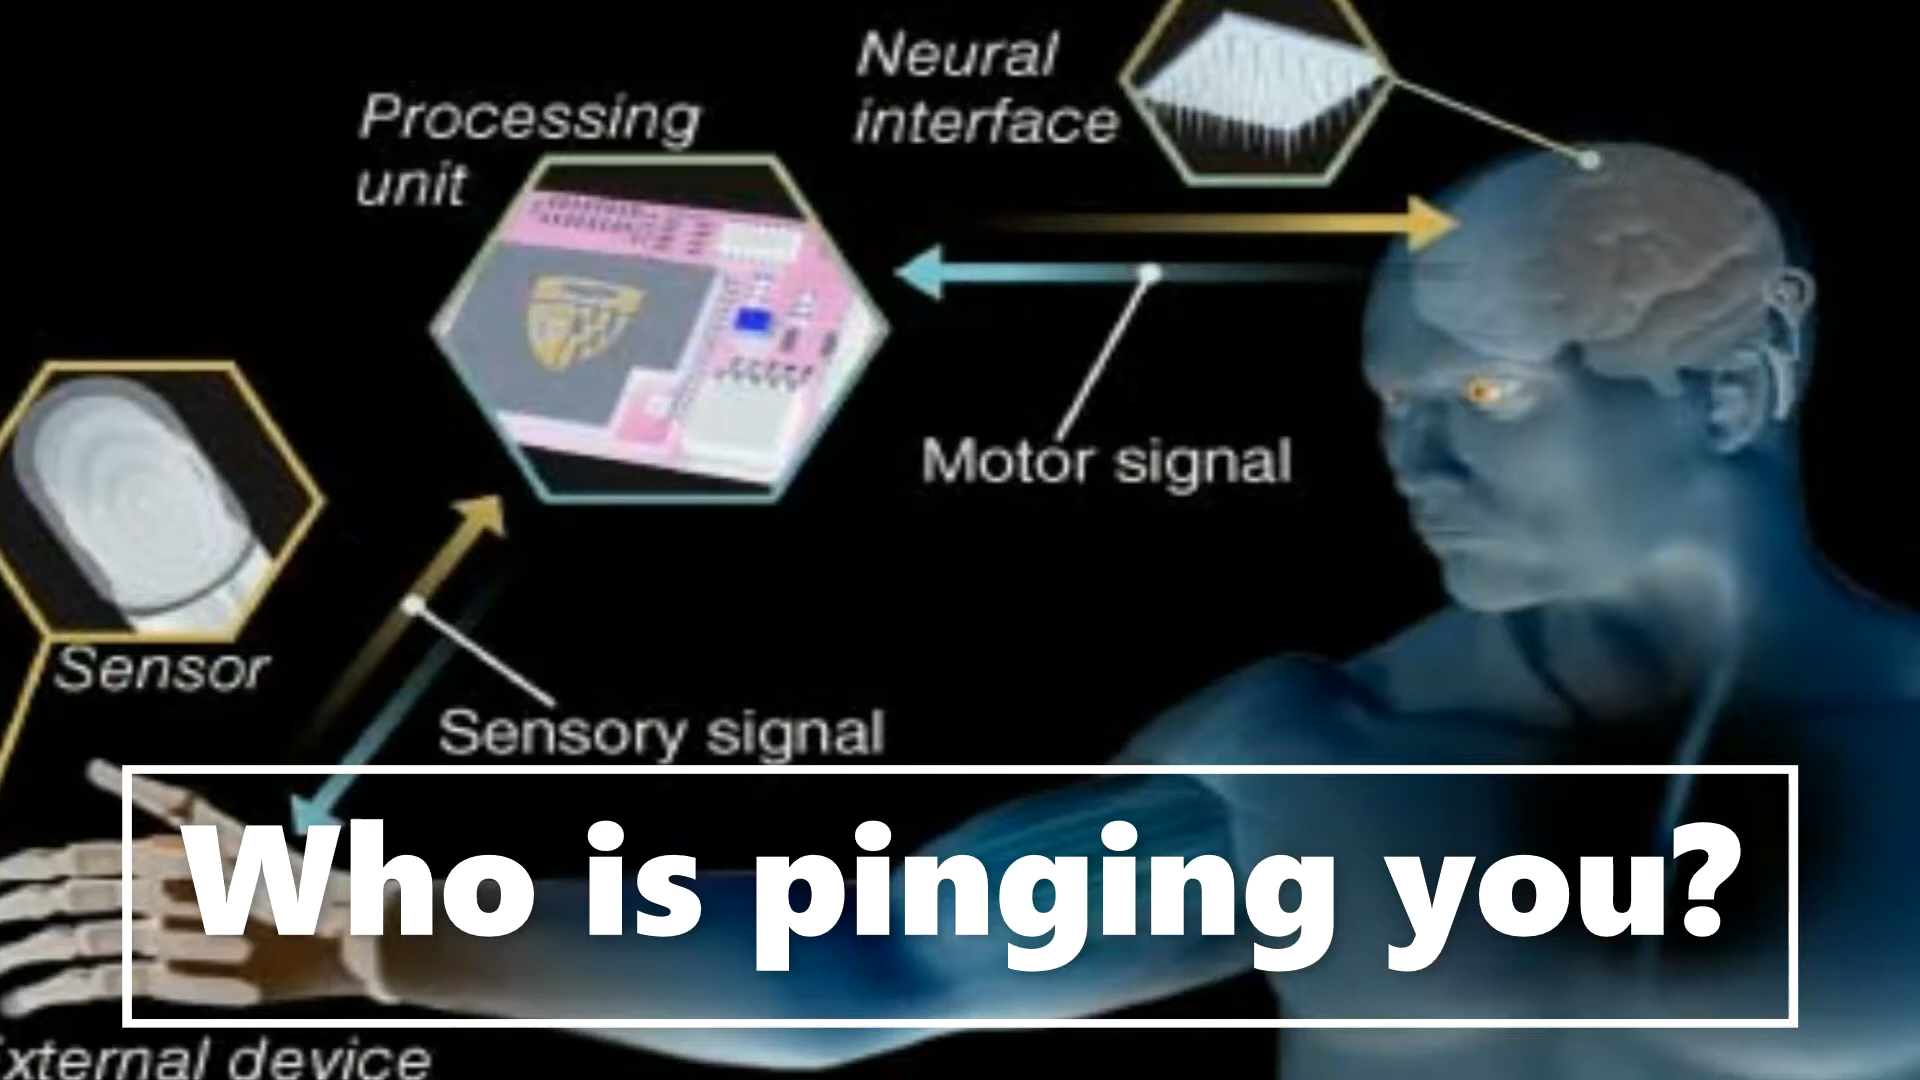 Neural
interface
Processing
unit
Motor signal
Sensor
Sensory signal
Who is pinging you?
xternal device